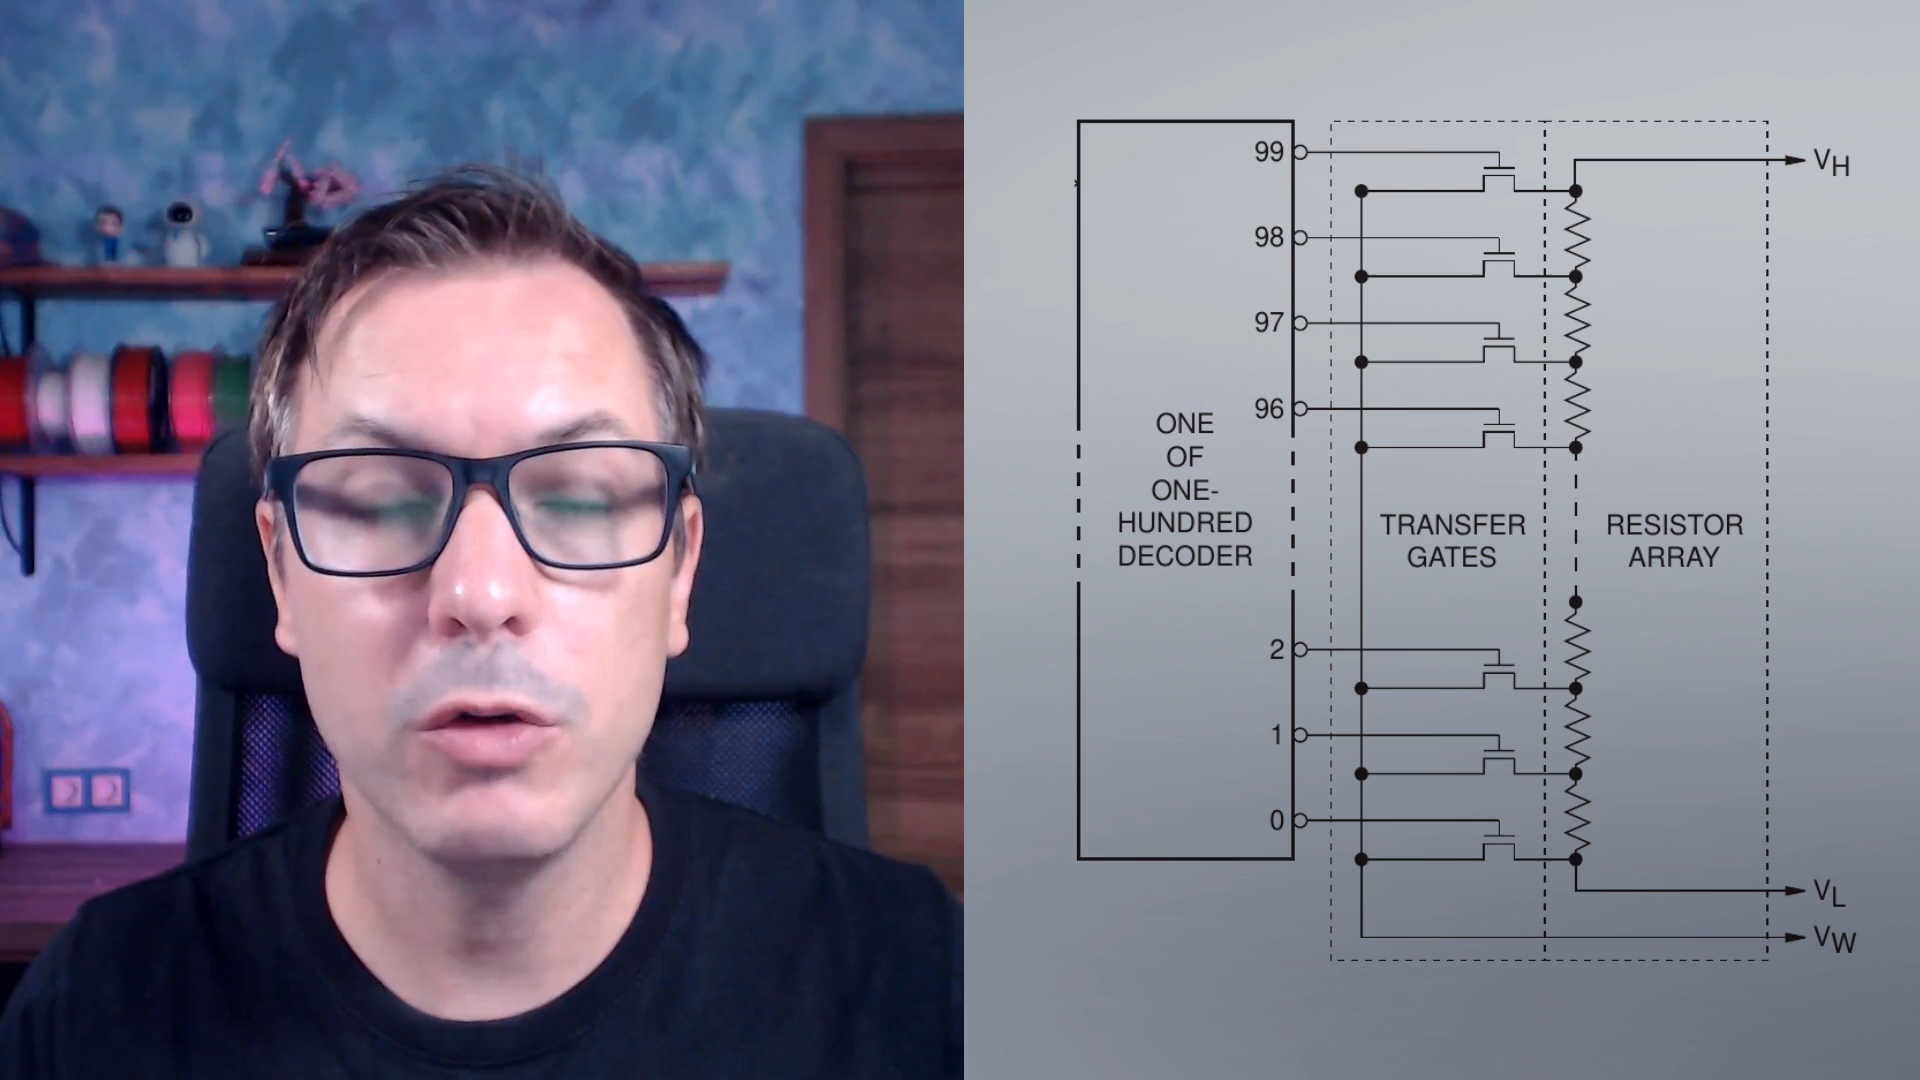 99
98
97
96
ONE
OF
ONE-
HUNDRED
DECODER
2
1
0
TRANSFER
GATES
RESISTOR
ARRAY
VH
VL
VW